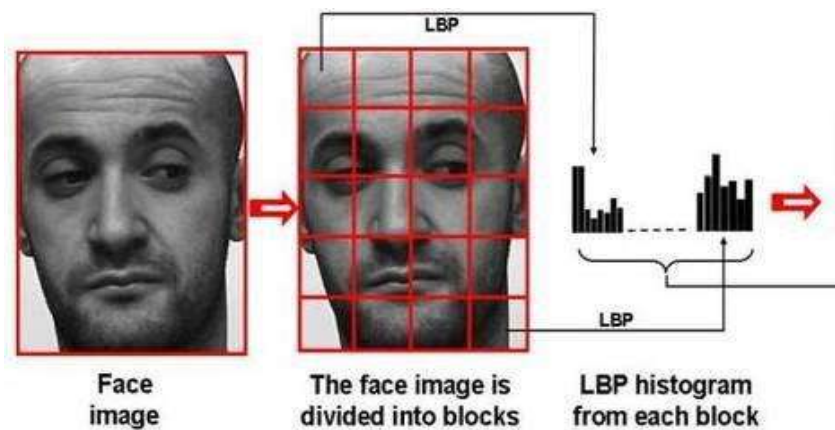 LBP
LBP
Face
image
The face image is
divided into blocks
LBP histogram
from each block